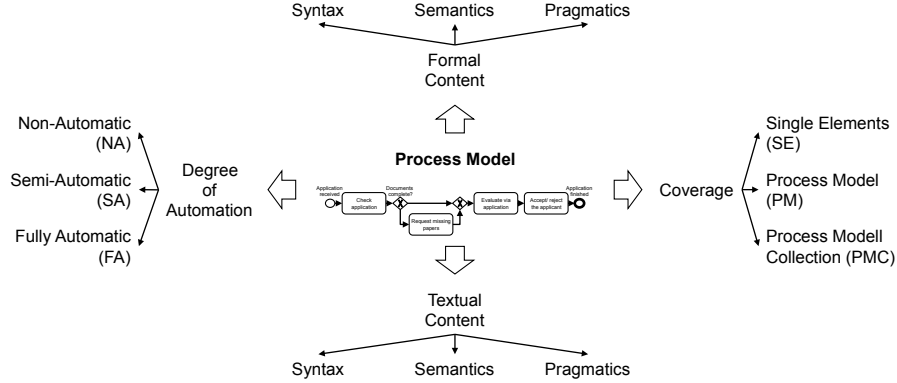 Syntax
Semantics
Pragmatics
Formal
Content
Non-Automatic
(NA)
Semi-Automatic
(SA)
Fully Automatic
(FA)
Degree
of
Automation
Process Model
Application
received
Check
application
Documents
complete?
Request missing
papers
Evaluate via
application
Accept/ reject
the applicant
Application
finished
Coverage
Single Elements
(SE)
Process Model
(PM)
Process Modell
Collection (PMC)
Textual
Content
Syntax
Semantics
Pragmatics